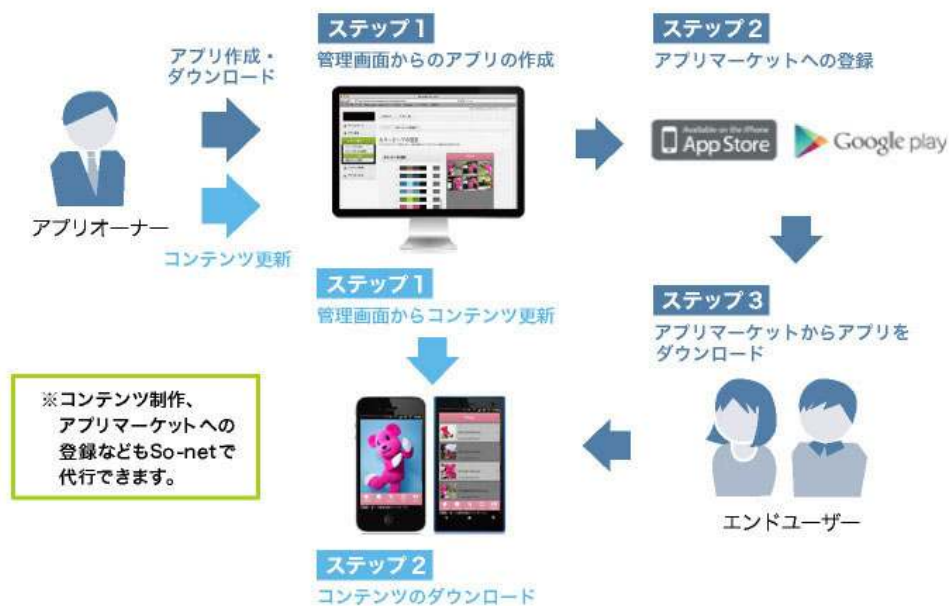 アプリ作成・
ダウンロード
アプリオーナー
コンテンツ更新
ステップ1
管理画面からのアプリの作成
ステップ2
アプリマーケットへの登録
Available on the iPhone
App Store
Google play
ステップ3
アプリマーケットからアプリを
ダウンロード
エンドユーザー
ステップ1
管理画面からコンテンツ更新
ステップ2
コンテンツのダウンロード
※コンテンツ制作、
アプリマーケットへの
登録などもSo-netで
代行できます。